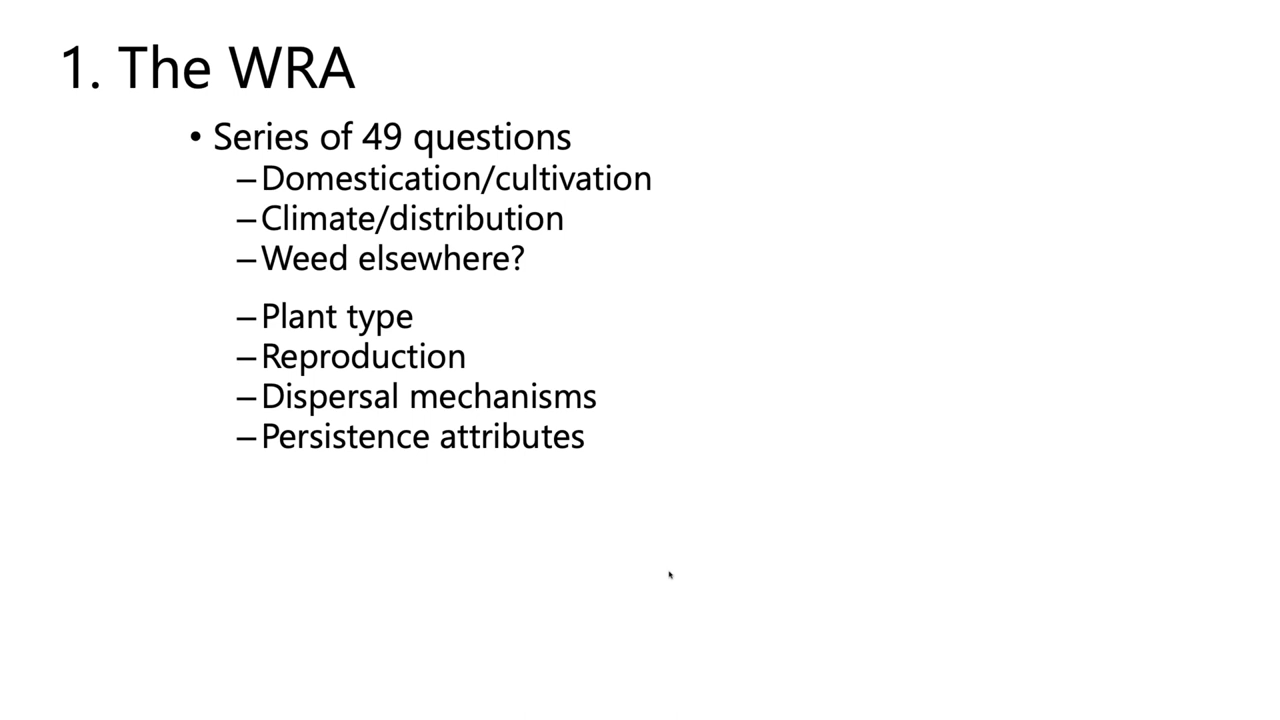 1. The WRA
• Series of 49 questions
–Domestication/cultivation
–Climate/distribution
–Weed elsewhere?
–Plant type
–Reproduction
–Dispersal mechanisms
–Persistence attributes